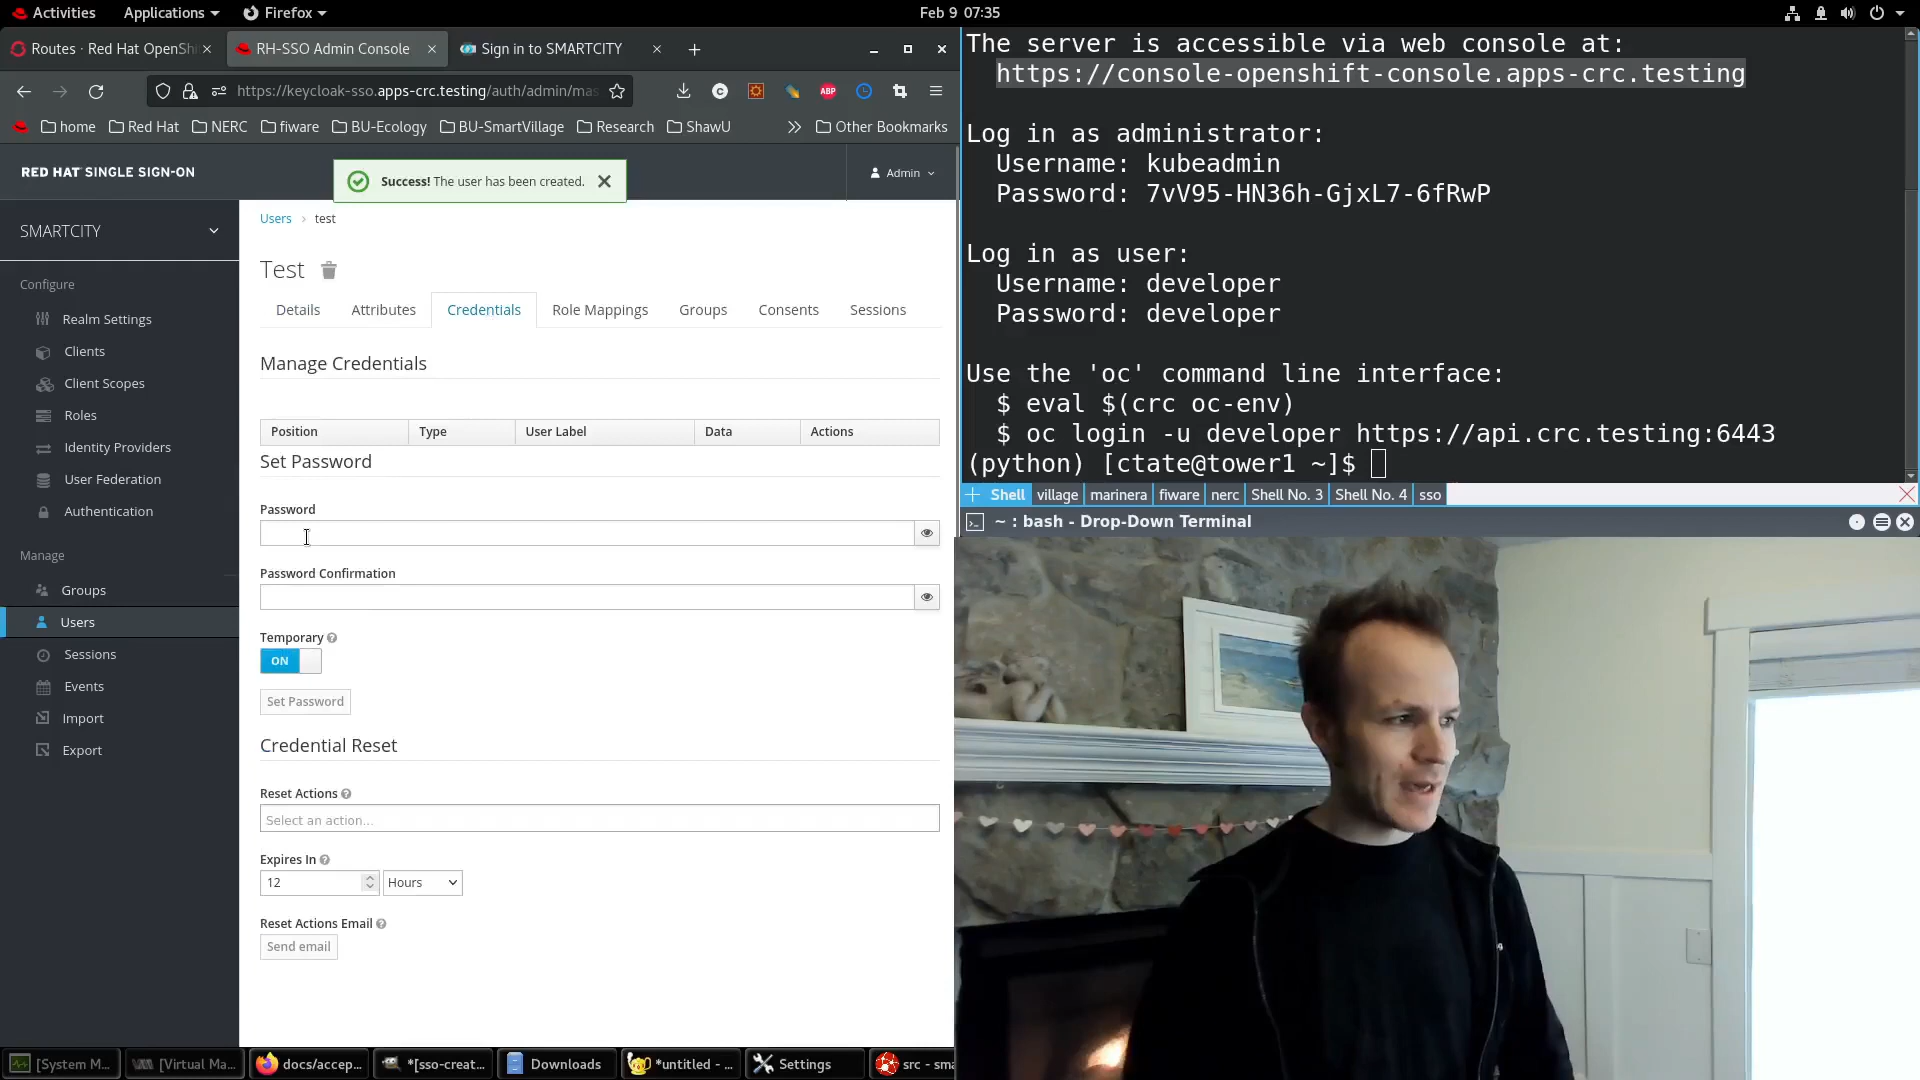 Activities Applications Firefox Feb 9 07:35
Routes · Red Hat OpenShi
RH-SSO Admin Console
Sign in to SMARTCITY
https://keycloak-sso.apps-crc.testing/auth/admin/mas
home Red Hat NERC fiware BU-Ecology BU-SmartVillage Research ShawU Other Bookmarks
RED HAT SINGLE SIGN-ON
Success! The user has been created.
Admin
SMARTCITY
Configure
Realm Settings
Clients
Client Scopes
Roles
Identity Providers
User Federation
Authentication
Manage
Groups
Users
Sessions
Events
Import
Export
Users > test
Test
Details Attributes Credentials Role Mappings Groups Consents Sessions
Manage Credentials
Position Type User Label Data Actions
Set Password
Password
Password Confirmation
Temporary
ON
Set Password
Credential Reset
Reset Actions
Select an action...
Expires In
12 Hours
Reset Actions Email
Send email
The server is accessible via web console at:
https://console-openshift-console.apps-crc.testing
Log in as administrator:
Username: kubeadmin
Password: 7vV95-HN36h-GjxL7-6fRwP
Log in as user:
Username: developer
Password: developer
Use the 'oc' command line interface:
$ eval $(crc oc-env)
$ oc login -u developer https://api.crc.testing:6443
(python) [ctate@tower1 ~]$
Shell village marinera fiware nerc Shell No. 3 Shell No. 4 sso
~ : bash - Drop-Down Terminal
[System M... [Virtual Ma... docs/accep... *[sso-creat... Downloads *untitled - ... Settings src - sma